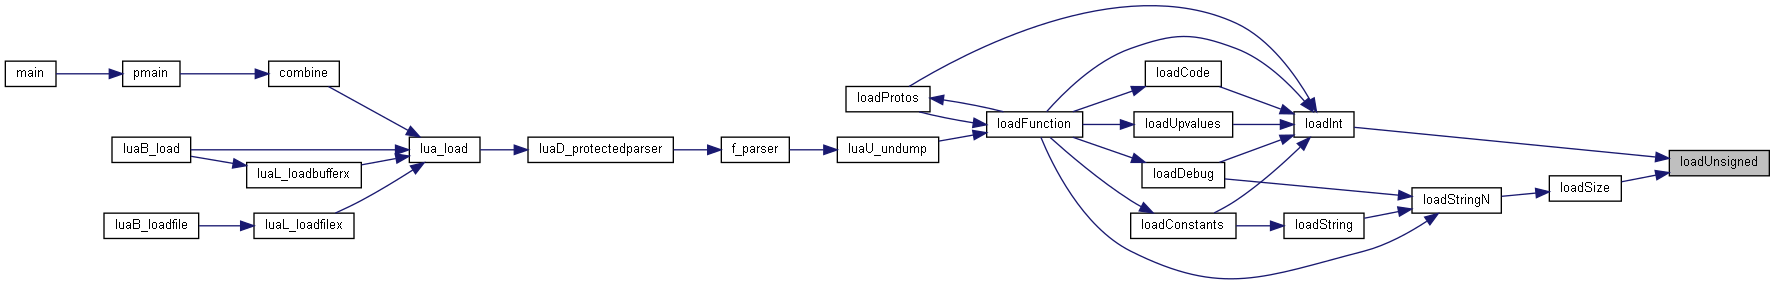 main
pmain
combine
luaB_load
luaL_loadbufferx
luaB_loadfile
luaL_loadfilex
lua_load
luaD_protectedparser
f_parser
luaU_undump
loadProtos
loadFunction
loadCode
loadUpvalues
loadDebug
loadConstants
loadInt
loadString
loadStringN
loadSize
loadUnsigned